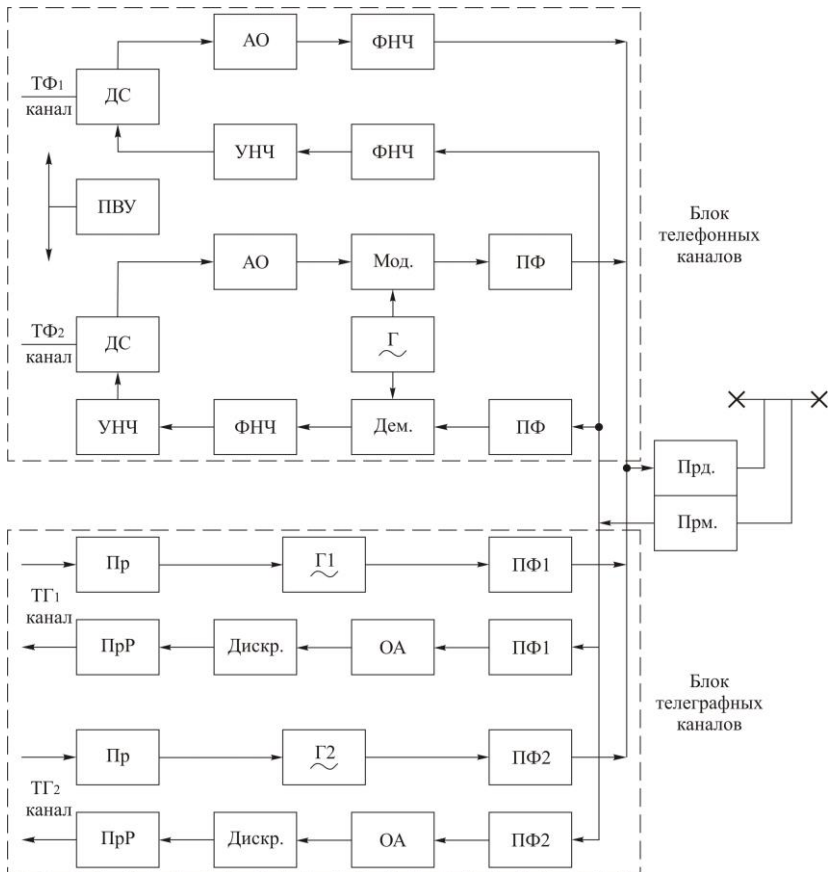 АО
ФНЧ
ТФ₁
канал
ДС
УНЧ
ФНЧ
ПВУ
Блок
телефонных
каналов
АО
Мод.
ПФ
ТФ₂
канал
ДС
Г
УНЧ
ФНЧ
Дем.
ПФ
Прд.
Прм.
Пр
Г1
ПФ1
ТГ₁
канал
ПрР
Дискр.
ОА
ПФ1
Блок
телеграфных
каналов
Пр
Г2
ПФ2
ТГ₂
канал
ПрР
Дискр.
ОА
ПФ2